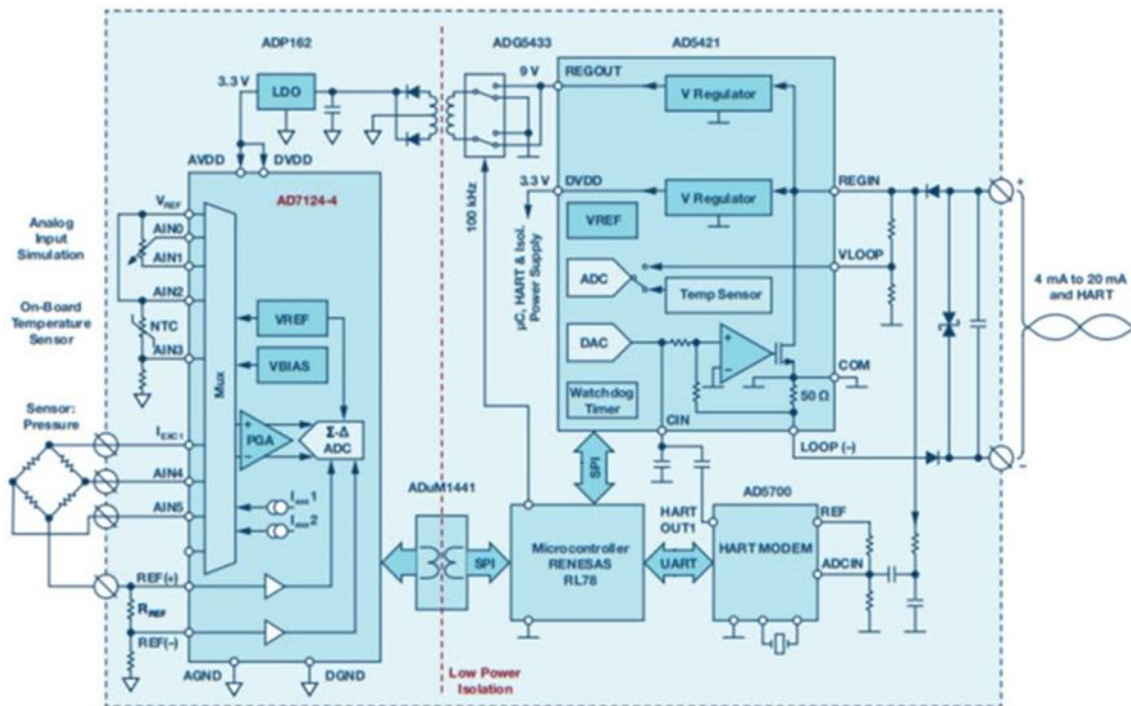 ADP162
ADG5433
AD5421
3.3 V
LDO
9 V
REGOUT
V Regulator
AVDD
DVDD
AD7124-4
100 kHz
3.3 V
DVDD
V Regulator
REGIN
+
VREF
µC, HART & Isol.
Power Supply
VLOOP
ADC
Temp Sensor
4 mA to 20 mA
and HART
DAC
+
–
COM
50 Ω
Watchdog
Timer
CIN
LOOP (–)
–
Analog
Input
Simulation
VREF
AIN0
AIN1
On-Board
Temperature
Sensor
AIN2
NTC
AIN3
Mux
VREF
VBIAS
Sensor:
Pressure
IEXC1
AIN4
AIN5
+
PGA
–
Σ-Δ
ADC
Iexc1
Iexc2
REF(+)
RREF
REF(–)
AGND
DGND
ADuM1441
SPI
SPI
Microcontroller
RENESAS
RL78
HART
OUT1
UART
AD5700
REF
HART MODEM
ADCIN
Low Power
Isolation